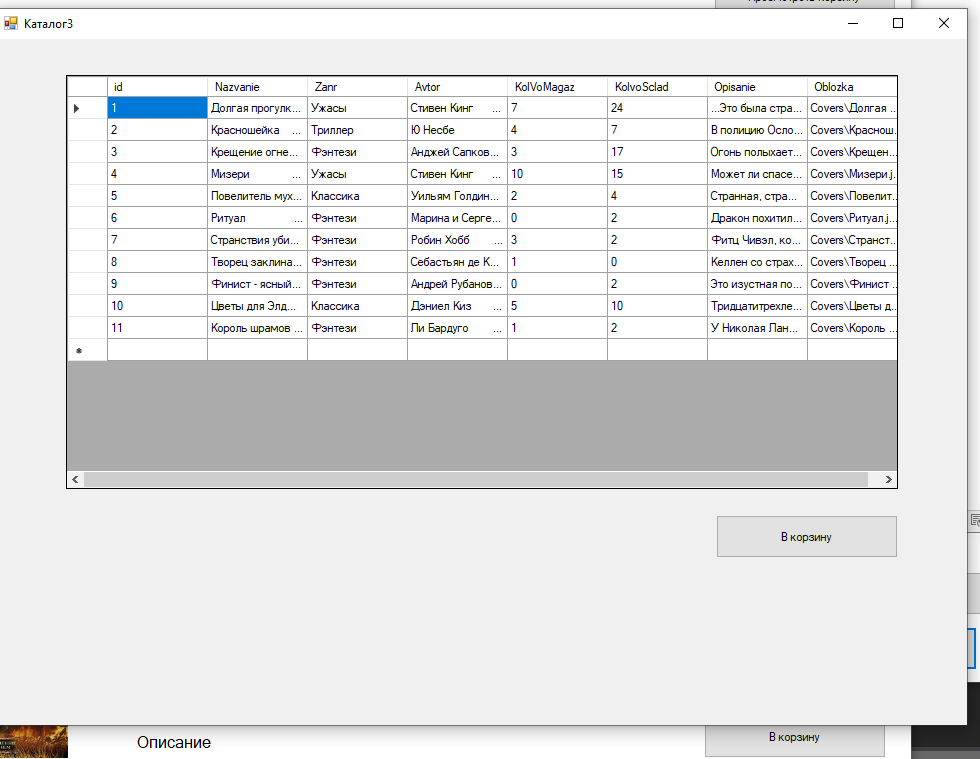 Просмотреть корзину
Каталог3
id Nazvanie Zanr Avtor KolVoMagaz KolvoSclad Opisanie Oblozka
1 Долгая прогулк... Ужасы Стивен Кинг ... 7 24 ...Это была стра... Covers\Долгая ...
2 Красношейка ... Триллер Ю Несбе 4 7 В полицию Осло... Covers\Краснош...
3 Крещение огне... Фэнтези Анджей Сапков... 3 17 Огонь полыхает... Covers\Крещен...
4 Мизери ... Ужасы Стивен Кинг ... 10 15 Может ли спасе... Covers\Мизери.j...
5 Повелитель мух... Классика Уильям Голдин... 2 4 Странная, стра... Covers\Повелит...
6 Ритуал ... Фэнтези Марина и Серге... 0 2 Дракон похитил... Covers\Ритуал.j...
7 Странствия уби... Фэнтези Робин Хобб ... 3 2 Фитц Чивэл, ко... Covers\Странст...
8 Творец заклина... Фэнтези Себастьян де К... 1 0 Келлен со страх... Covers\Творец ...
9 Финист - ясный... Фэнтези Андрей Рубанов... 0 2 Это изустная по... Covers\Финист ...
10 Цветы для Элд... Классика Дэниел Киз ... 5 10 Тридцатитрехле... Covers\Цветы д...
11 Король шрамов ... Фэнтези Ли Бардуго ... 1 2 У Николая Лан... Covers\Король ...
В корзину
Описание
В корзину